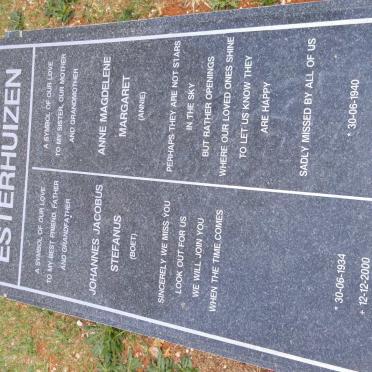 ESTERHUIZEN
A SYMBOL OF OUR LOVE
TO MY BEST FRIEND, FATHER
AND GRANDFATHER
JOHANNES JACOBUS
STEFANUS
(BOET)
SINCERELY WE MISS YOU
LOOK OUT FOR US
WE WILL JOIN YOU
WHEN THE TIME COMES
* 30-06-1934
+ 12-12-2000
A SYMBOL OF OUR LOVE
TO MY SISTER, OUR MOTHER
AND GRANDMOTHER
ANNE MAGDELENE
MARGARET
(ANNIE)
PERHAPS THEY ARE NOT STARS
IN THE SKY
BUT RATHER OPENINGS
WHERE OUR LOVED ONES SHINE
TO LET US KNOW THEY
ARE HAPPY
SADLY MISSED BY ALL OF US
* 30-06-1940